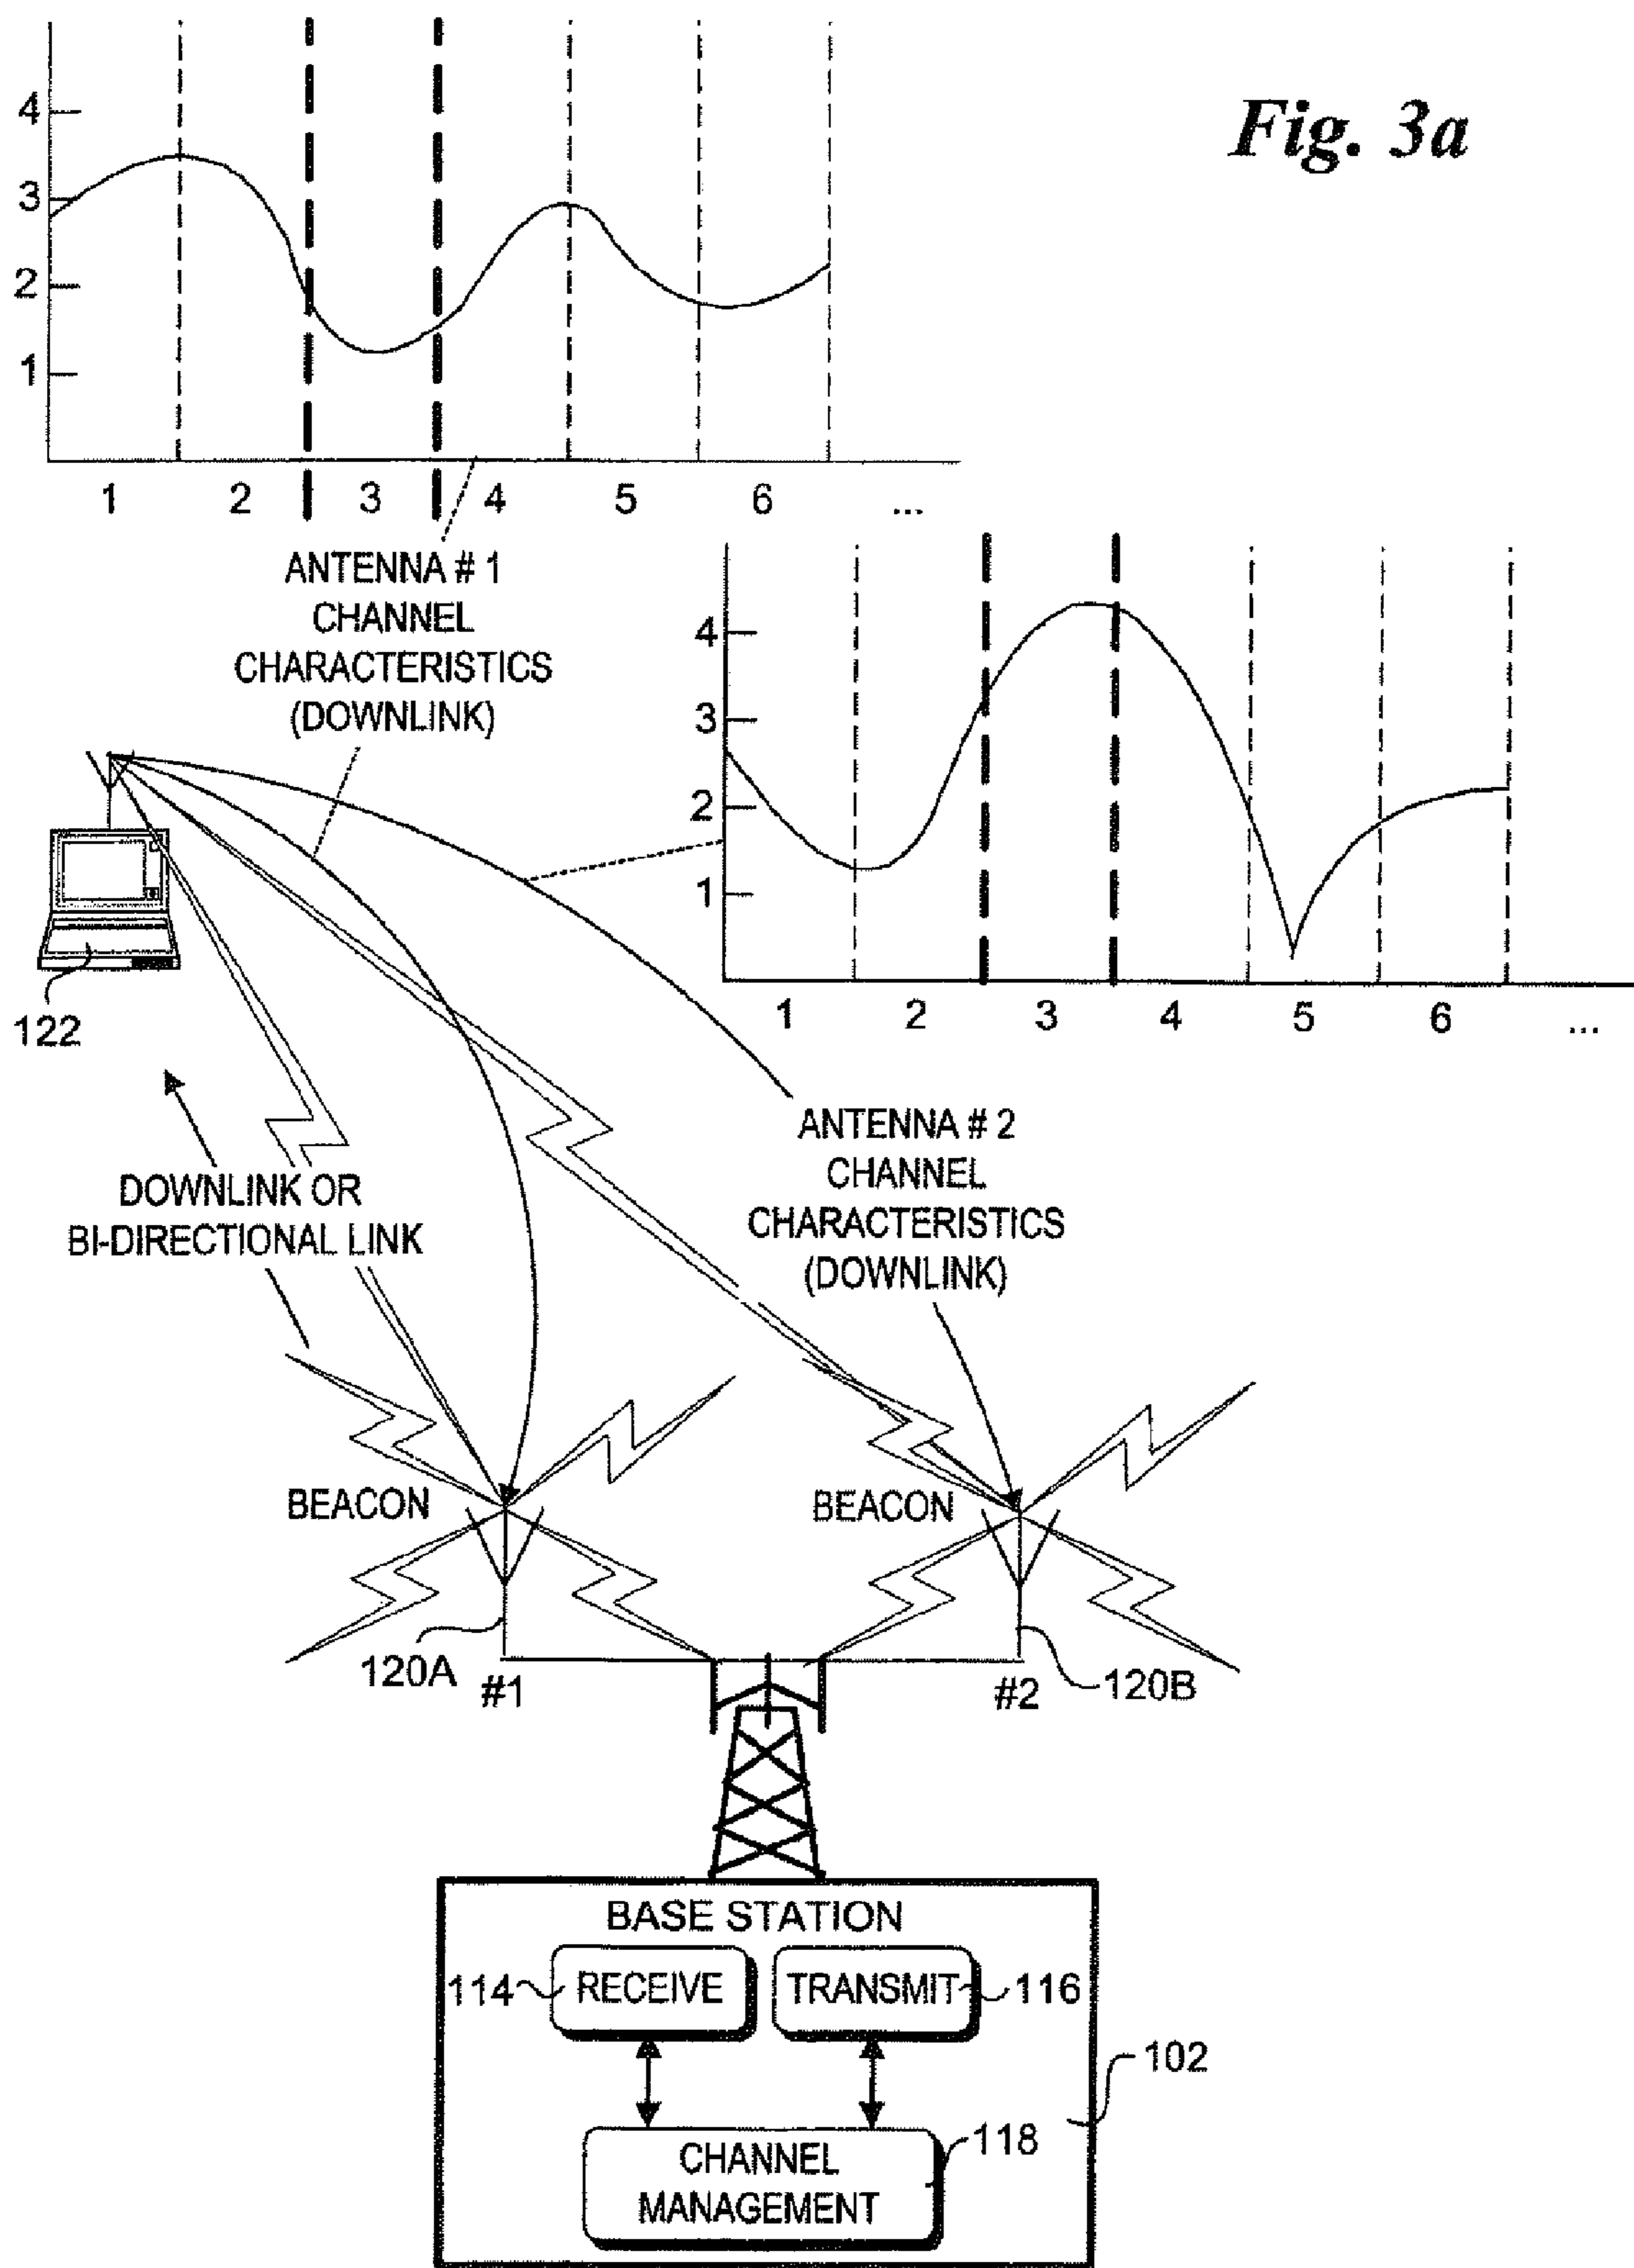 Fig. 3a
4
3
2
1
1 2 3 4 5 6 ...
ANTENNA # 1
CHANNEL
CHARACTERISTICS
(DOWNLINK)
4
3
2
1
1 2 3 4 5 6 ...
122
ANTENNA # 2
CHANNEL
CHARACTERISTICS
(DOWNLINK)
DOWNLINK OR
BI-DIRECTIONAL LINK
BEACON
BEACON
120A
#1
#2
120B
BASE STATION
114
RECEIVE
TRANSMIT
116
102
118
CHANNEL
MANAGEMENT